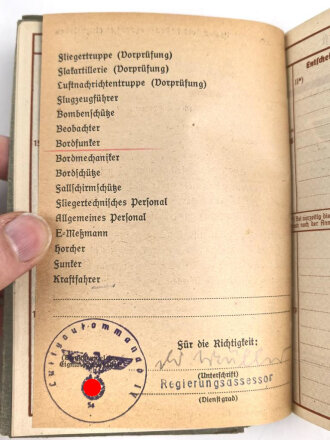 Fliegertruppe (Vorprüfung)
Flakartillerie (Vorprüfung)
Luftnachrichtentruppe (Vorprüfung)
Flugzeugführer
Bombenschütze
Beobachter
Bordfunker
Bordmechaniker
Bordschütze
Fallschirmschütze
Fliegertechnisches Personal
Allgemeines Personal
E-Meßmann
Horcher
Funker
Kraftfahrer
Für die Richtigkeit:
(Unterschrift)
Regierungsassessor
(Dienstgrad)
Luftgaukommando IV
Entschei